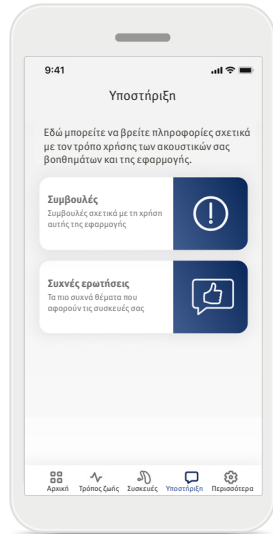 9:41
Υποστήριξη
Εδώ μπορείτε να βρείτε πληροφορίες σχετικά
με τον τρόπο χρήσης των ακουστικών σας
βοηθημάτων και της εφαρμογής.
Συμβουλές
Συμβουλές σχετικά με τη χρήση
αυτής της εφαρμογής
Συχνές ερωτήσεις
Τα πιο συχνά θέματα που
αφορούν τις συσκευές σας
Αρχική Τρόπος ζωής Συσκευές Υποστήριξη Περισσότερα